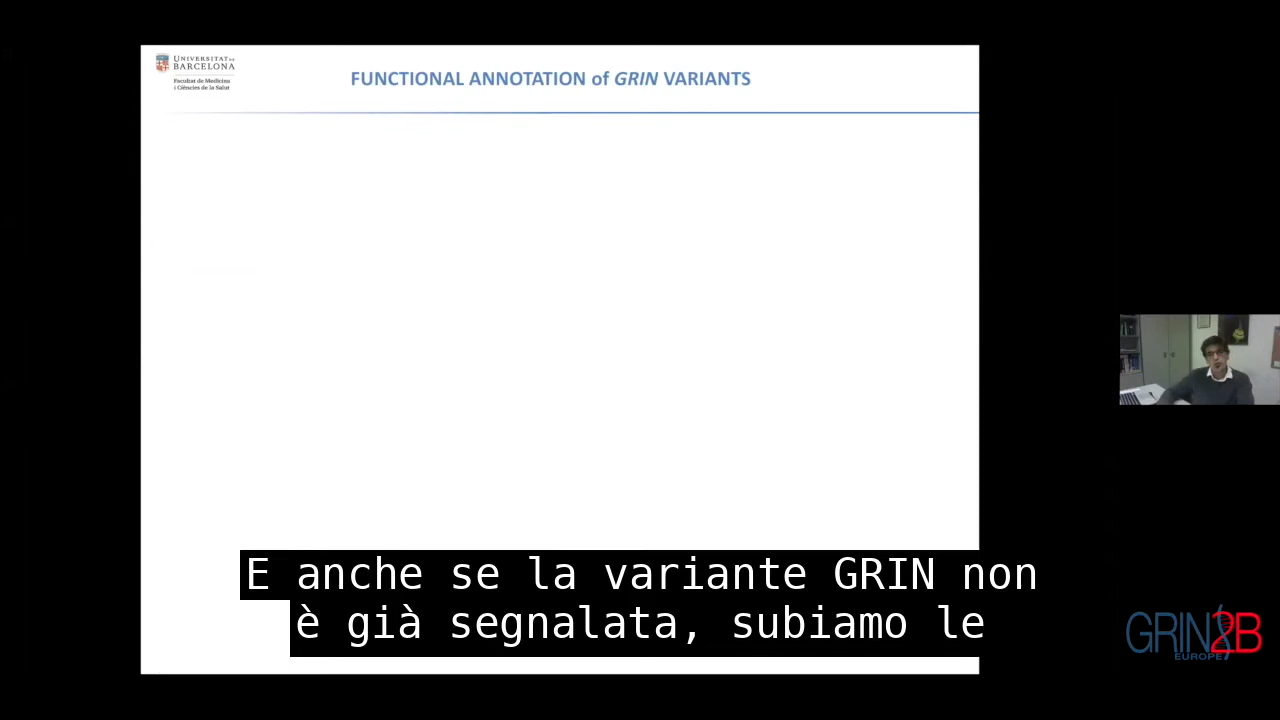 UNIVERSITAT DE
BARCELONA
Facultat de Medicina
i Ciències de la Salut
FUNCTIONAL ANNOTATION of GRIN VARIANTS
E anche se la variante GRIN non
è già segnalata, subiamo le
GRIN2B
EUROPE